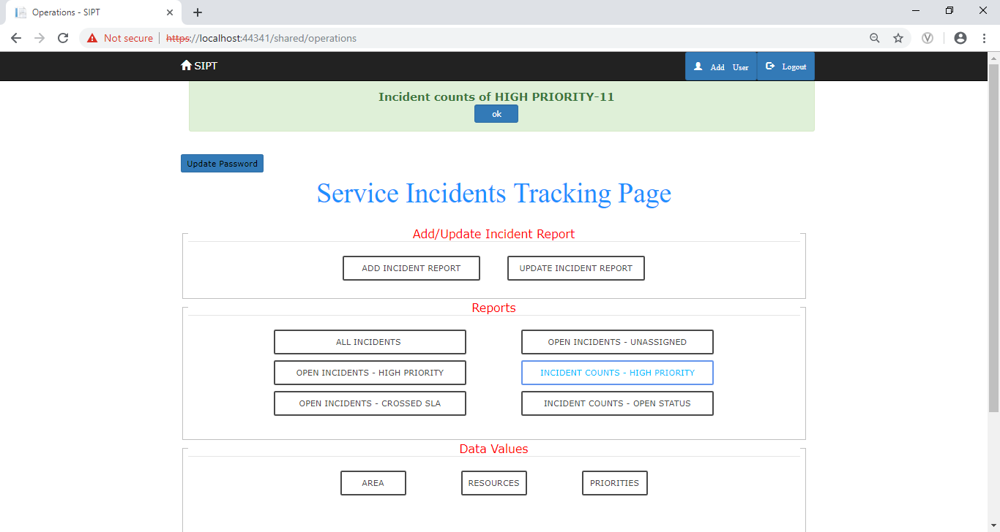 Operations - SIPT
Not secure https://localhost:44341/shared/operations
SIPT
Add User
Logout
Incident counts of HIGH PRIORITY-11
ok
Update Password
Service Incidents Tracking Page
Add/Update Incident Report
ADD INCIDENT REPORT
UPDATE INCIDENT REPORT
Reports
ALL INCIDENTS
OPEN INCIDENTS - UNASSIGNED
OPEN INCIDENTS - HIGH PRIORITY
INCIDENT COUNTS - HIGH PRIORITY
OPEN INCIDENTS - CROSSED SLA
INCIDENT COUNTS - OPEN STATUS
Data Values
AREA
RESOURCES
PRIORITIES